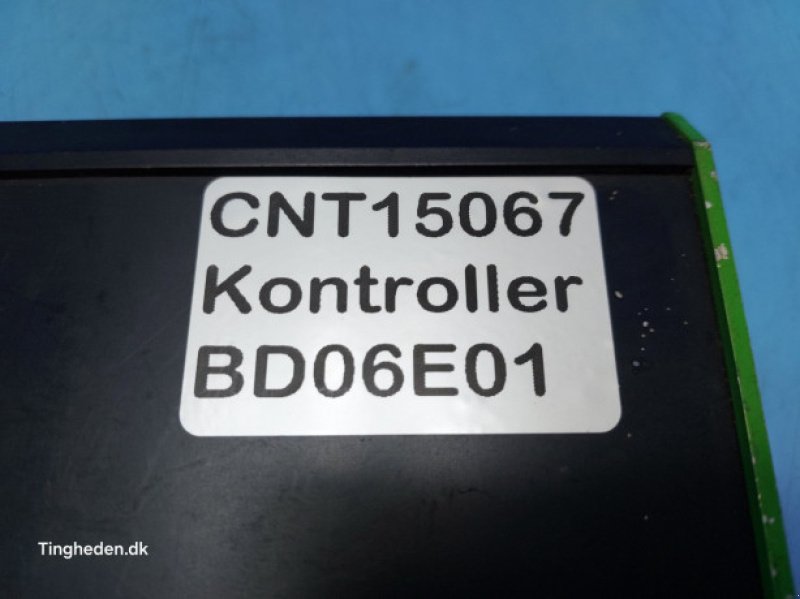 CNT15067
Kontroller
BD06E01
Tingheden.dk